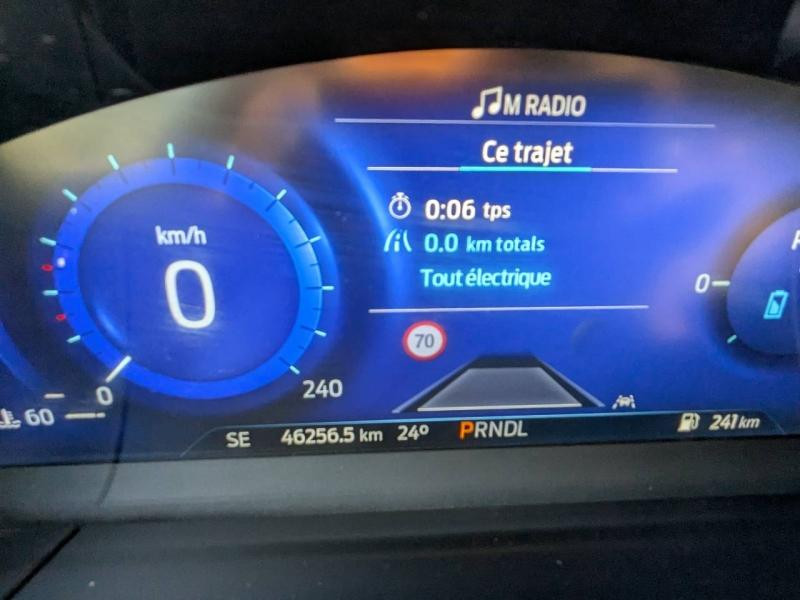 M RADIO
Ce trajet
0:06 tps
0.0 km totals
Tout électrique
km/h
0
0
240
60
70
0
SE 46256.5 km 24° PRNDL 241 km